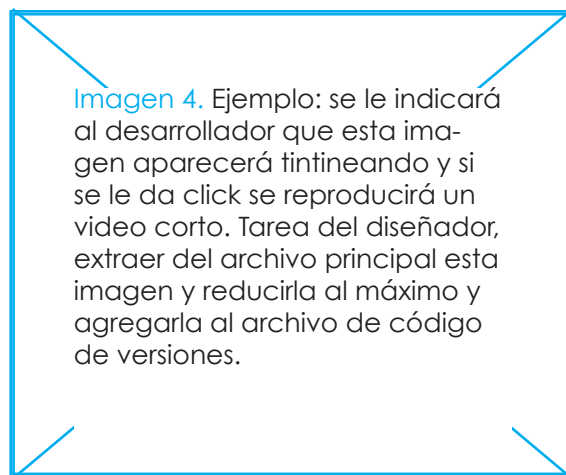 Imagen 4. Ejemplo: se le indicará
al desarrollador que esta ima-
gen aparecerá tintineando y si
se le da click se reproducirá un
video corto. Tarea del diseñador,
extraer del archivo principal esta
imagen y reducirla al máximo y
agregarla al archivo de código
de versiones.